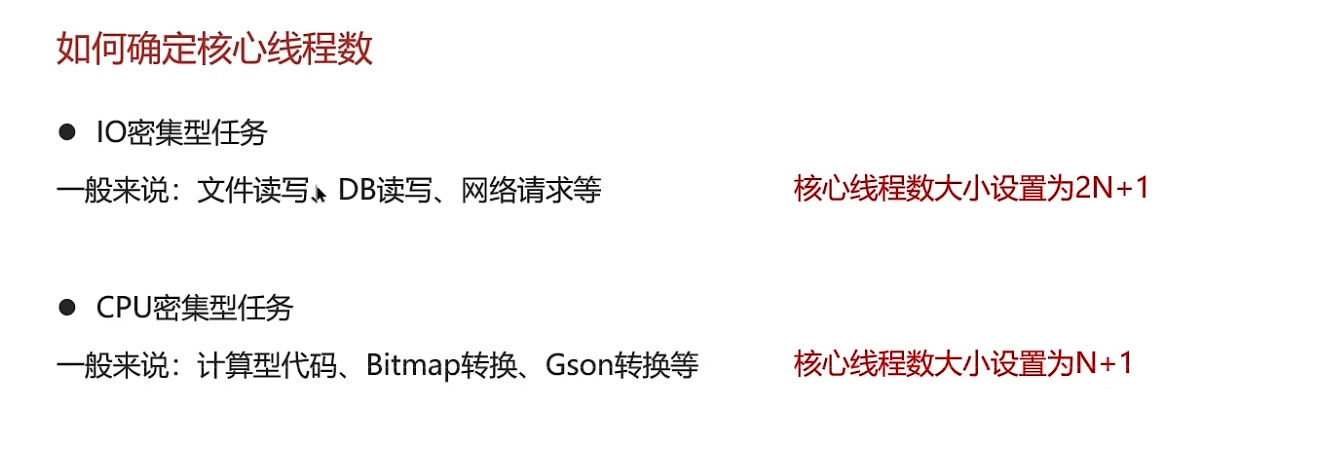 如何确定核心线程数
● IO密集型任务
一般来说：文件读写、DB读写、网络请求等 核心线程数大小设置为2N+1
● CPU密集型任务
一般来说：计算型代码、Bitmap转换、Gson转换等 核心线程数大小设置为N+1